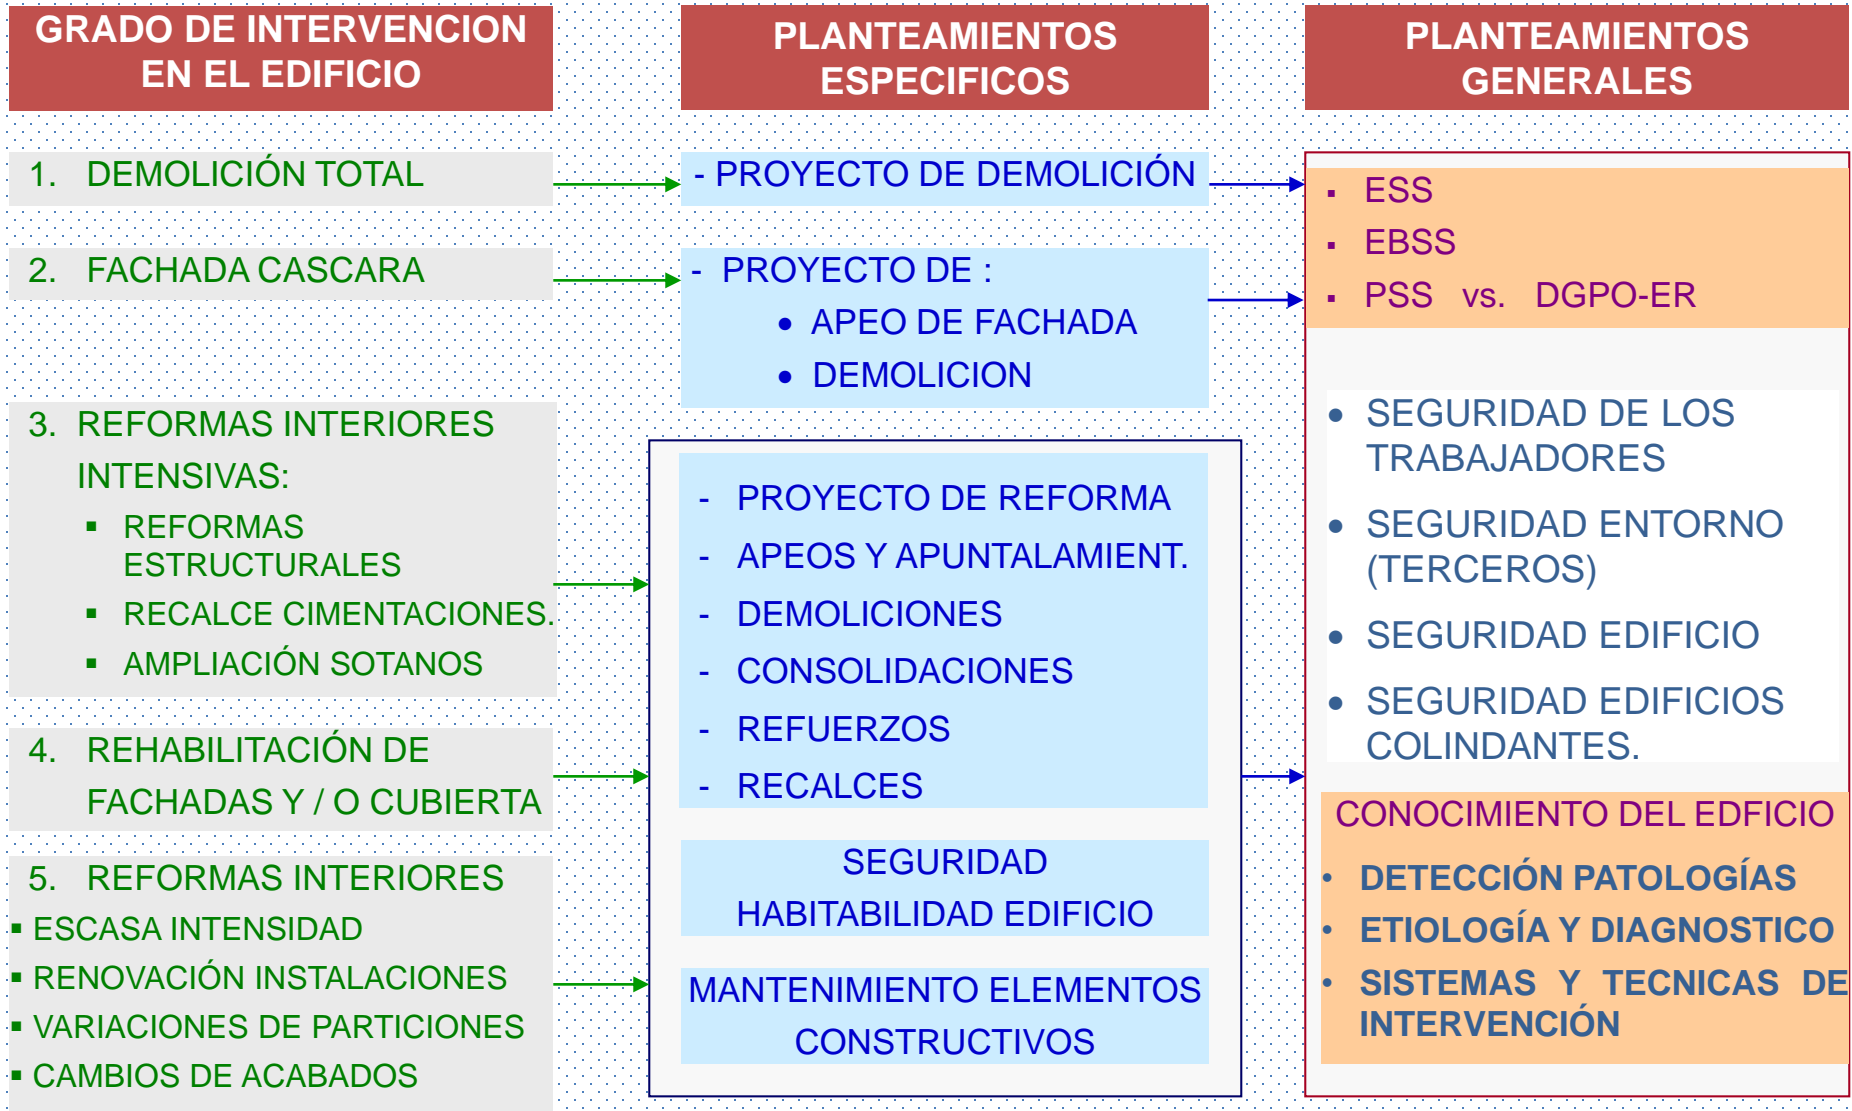 GRADO DE INTERVENCION
EN EL EDIFICIO
1. DEMOLICIÓN TOTAL
2. FACHADA CASCARA
3. REFORMAS INTERIORES
INTENSIVAS:
▪ REFORMAS
ESTRUCTURALES
▪ RECALCE CIMENTACIONES.
▪ AMPLIACIÓN SOTANOS
4. REHABILITACIÓN DE
FACHADAS Y / O CUBIERTA
5. REFORMAS INTERIORES
▪ ESCASA INTENSIDAD
▪ RENOVACIÓN INSTALACIONES
▪ VARIACIONES DE PARTICIONES
▪ CAMBIOS DE ACABADOS
PLANTEAMIENTOS
ESPECIFICOS
- PROYECTO DE DEMOLICIÓN
- PROYECTO DE :
• APEO DE FACHADA
• DEMOLICION
- PROYECTO DE REFORMA
- APEOS Y APUNTALAMIENT.
- DEMOLICIONES
- CONSOLIDACIONES
- REFUERZOS
- RECALCES
SEGURIDAD
HABITABILIDAD EDIFICIO
MANTENIMIENTO ELEMENTOS
CONSTRUCTIVOS
PLANTEAMIENTOS
GENERALES
▪ ESS
▪ EBSS
▪ PSS vs. DGPO-ER
• SEGURIDAD DE LOS
TRABAJADORES
• SEGURIDAD ENTORNO
(TERCEROS)
• SEGURIDAD EDIFICIO
• SEGURIDAD EDIFICIOS
COLINDANTES.
CONOCIMIENTO DEL EDFICIO
• DETECCIÓN PATOLOGÍAS
• ETIOLOGÍA Y DIAGNOSTICO
• SISTEMAS Y TECNICAS DE
INTERVENCIÓN